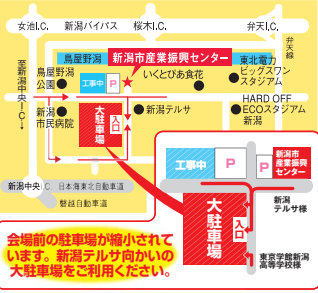 女池I.C.
新潟バイパス
桜木I.C.
弁天I.C.
弁天線
鳥屋野潟
新潟市産業振興センター
至新潟中央I.C→
鳥屋野潟
公園
工事中
P
いくとぴあ食花
東北電力
ビッグスワン
スタジアム
新潟
市民病院
大駐車場
入口
新潟テルサ
HARD OFF
ECOスタジアム
新潟
工事中
P
P
新潟市
産業振興
センター
新潟中央I.C
日本海東北自動車道
磐越自動車道
大駐車場
入口
新潟
テルサ様
東京学館新潟
高等学校様
会場前の駐車場が縮小されて
います。新潟テルサ向かいの
大駐車場をご利用ください。